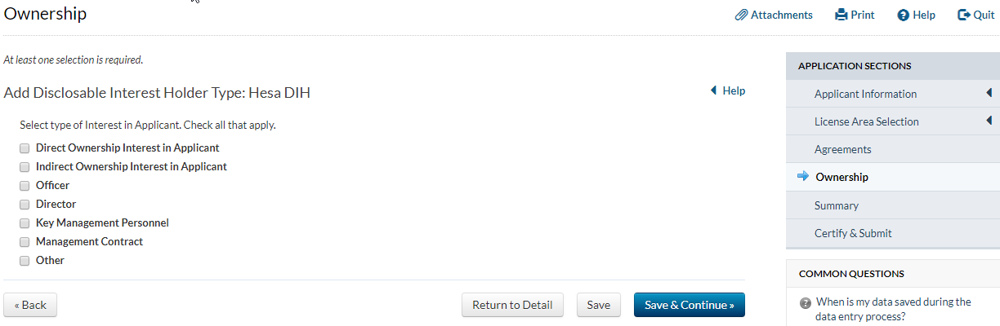 Ownership
Attachments
Print
Help
Quit
At least one selection is required.
Add Disclosable Interest Holder Type: Hesa DIH
Help
Select type of Interest in Applicant. Check all that apply.
Direct Ownership Interest in Applicant
Indirect Ownership Interest in Applicant
Officer
Director
Key Management Personnel
Management Contract
Other
« Back
Return to Detail
Save
Save & Continue »
APPLICATION SECTIONS
Applicant Information
License Area Selection
Agreements
Ownership
Summary
Certify & Submit
COMMON QUESTIONS
When is my data saved during the
data entry process?